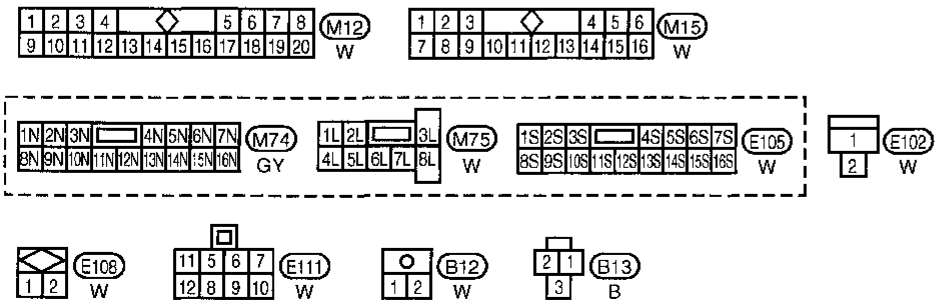 1 2 3 4 5 6 7 8 M12
9 10 11 12 13 14 15 16 17 18 19 20 W
1 2 3 4 5 6 M15
7 8 9 10 11 12 13 14 15 16 W
1N 2N 3N 4N 5N 6N 7N M74
8N 9N 10N 11N 12N 13N 14N 15N 16N GY
1L 2L 3L M75
4L 5L 6L 7L 8L W
1S 2S 3S 4S 5S 6S 7S E105
8S 9S 10S 11S 12S 13S 14S 15S 16S W
1 E102
2 W
E108
1 2 W
11 5 6 7 E111
12 8 9 10 W
B12
1 2 W
2 1 B13
3 B